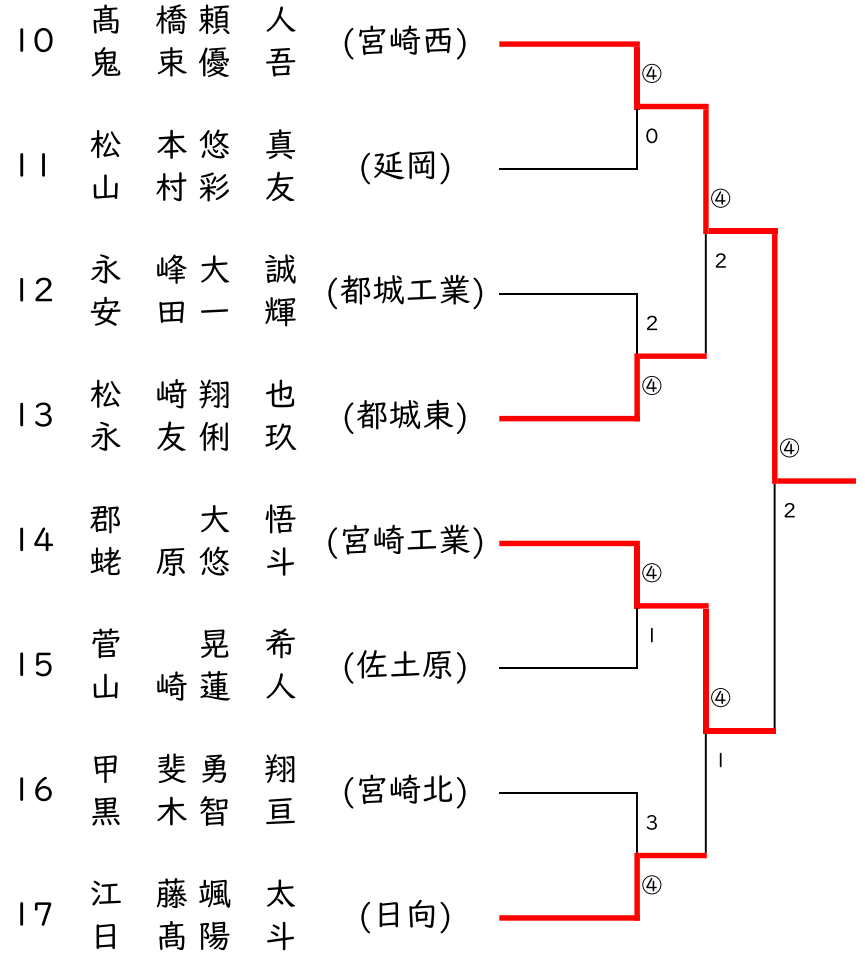 髙 橋 頼 人
10 (宮崎西)
鬼 束 優 吾
④
0
松 本 悠 真
11 (延岡)
山 村 彩 友
④
2
永 峰 大 誠
12 (都城工業)
安 田 一 輝
2
④
松 﨑 翔 也
13 (都城東)
永 友 俐 玖
④
2
郡 大 悟
14 (宮崎工業)
蛯 原 悠 斗
④
1
菅 晃 希
15 (佐土原)
山 崎 蓮 人
④
1
甲 斐 勇 翔
16 (宮崎北)
黒 木 智 亘
3
④
江 藤 颯 太
17 (日向)
日 髙 陽 斗